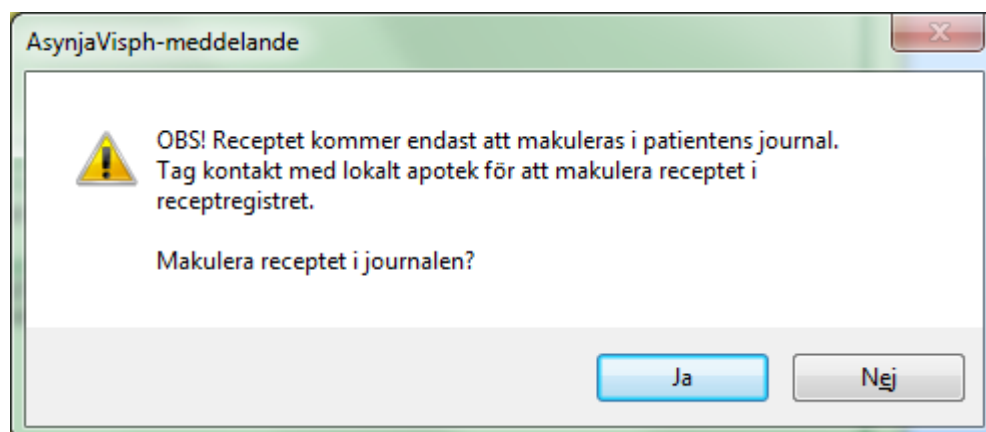 AsynjaVisph-meddelande
OBS! Receptet kommer endast att makuleras i patientens journal.
Tag kontakt med lokalt apotek för att makulera receptet i
receptregistret.
Makulera receptet i journalen?
Ja
Nej